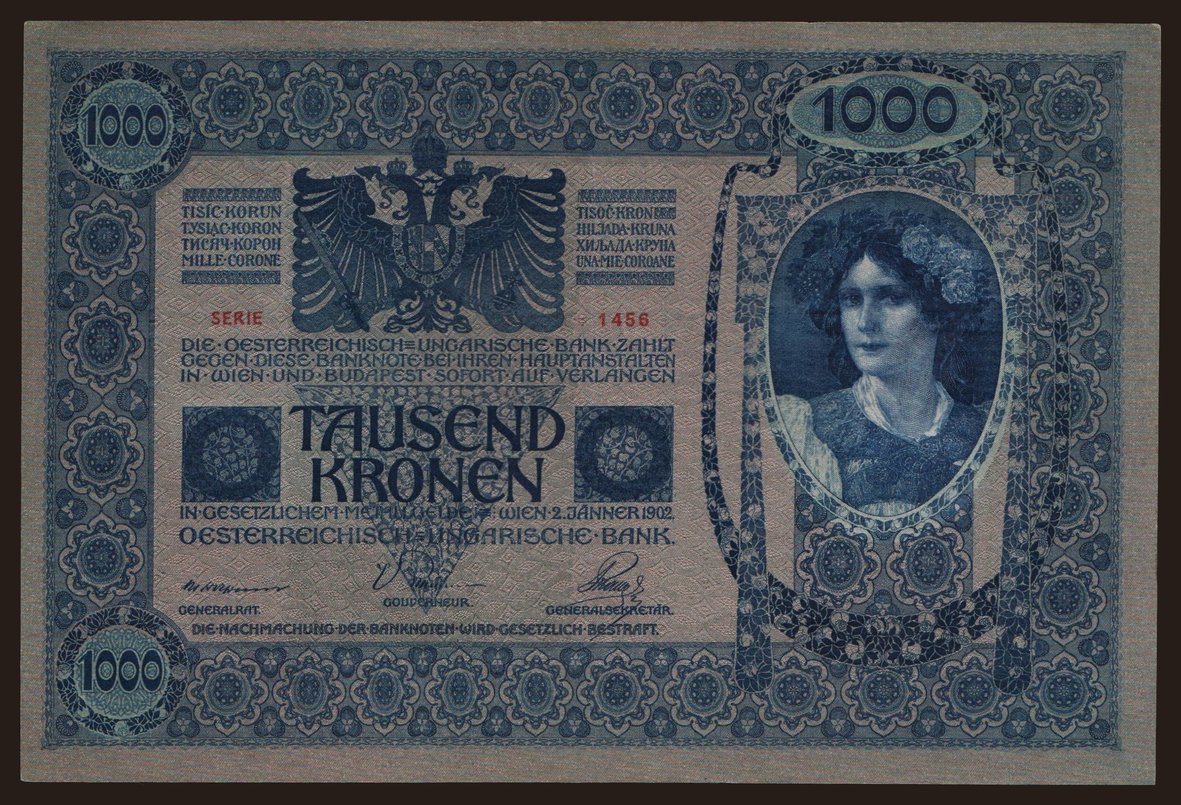 1000
1000
TISÍC·KORUN
TYSIĄC·KORON
ТИСЯЧ·КОРОН
MILLE·CORONE
TISOČ·KRON
HILJADA·KRUNA
ХИЉАДА·КРУНА
UNA·MIE·COROANE
SERIE 1456
DIE·OESTERREICHISCH=UNGARISCHE·BANK·ZAHLT
GEGEN·DIESE·BANKNOTE·BEI·IHREN·HAUPTANSTALTEN
IN·WIEN·UND·BUDAPEST·SOFORT·AUF·VERLANGEN
TAUSEND
KRONEN
IN·GESETZLICHEM·METALLGELDE=WIEN·2.JÄNNER 1902.
OESTERREICHISCH=UNGARISCHE·BANK.
GENERALRAT.
GOUVERNEUR.
GENERALSEKRETÄR.
DIE·NACHMACHUNG·DER·BANKNOTEN·WIRD·GESETZLICH·BESTRAFT.
1000